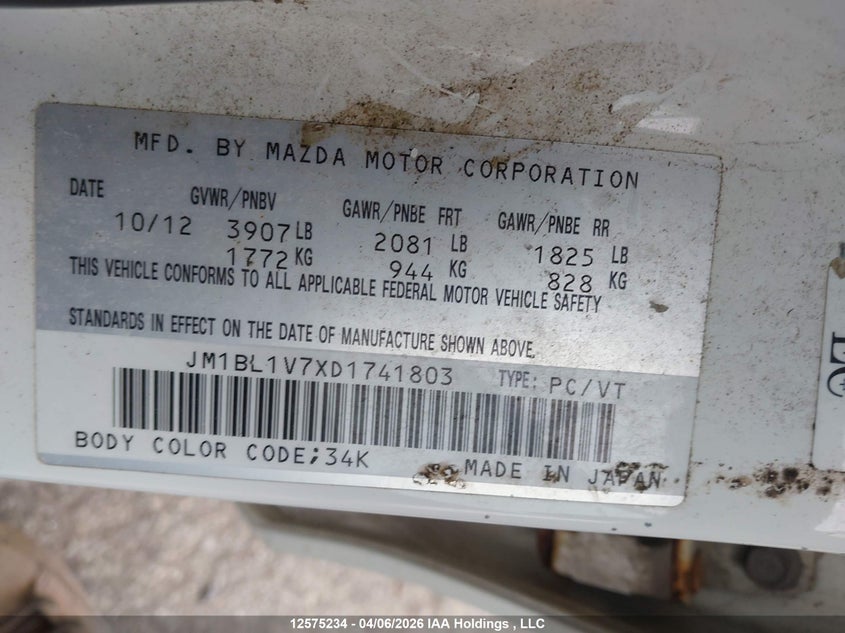 MFD. BY MAZDA MOTOR CORPORATION
DATE GVWR/PNBV GAWR/PNBE FRT GAWR/PNBE RR
10/12 3907 LB 2081 LB 1825 LB
1772 KG 944 KG 828 KG
THIS VEHICLE CONFORMS TO ALL APPLICABLE FEDERAL MOTOR VEHICLE SAFETY
STANDARDS IN EFFECT ON THE DATE OF MANUFACTURE SHOWN ABOVE.
JM1BL1V7XD1741803 TYPE: PC/VT
BODY COLOR CODE;34K MADE IN JAPAN
12575234 - 04/06/2026 IAA Holdings , LLC